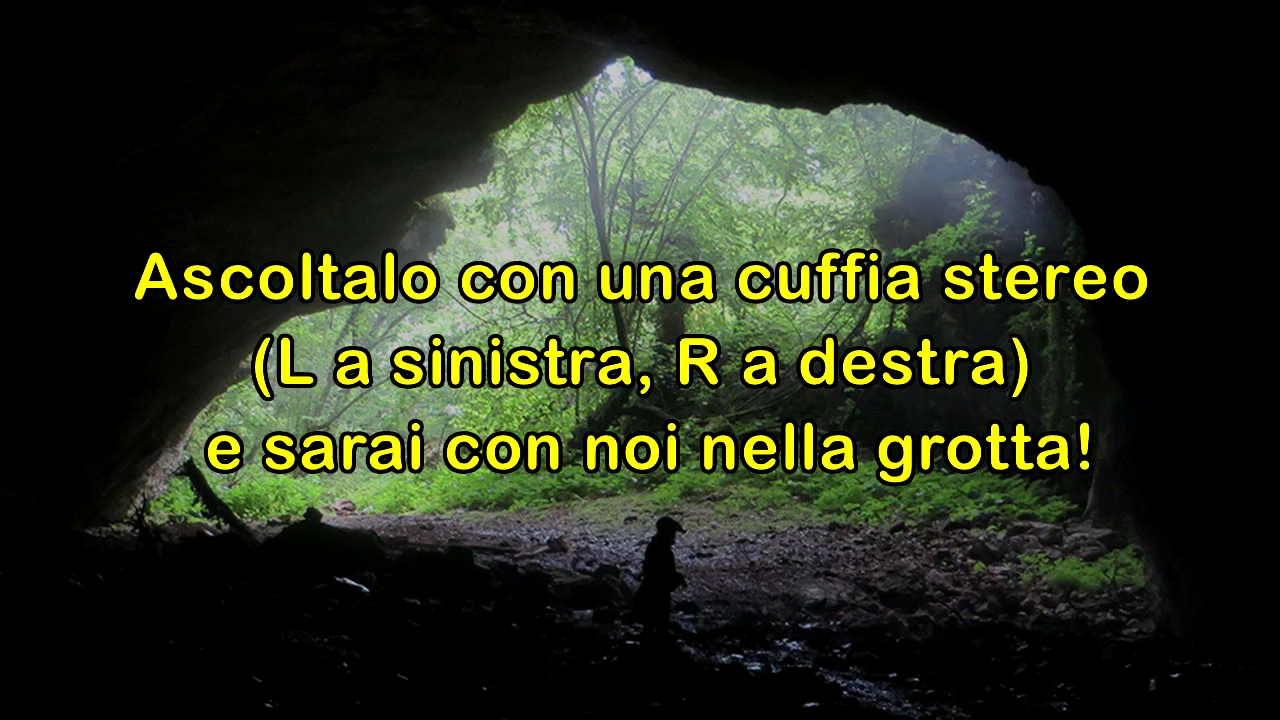 Ascoltalo con una cuffia stereo
(L a sinistra, R a destra)
e sarai con noi nella grotta!